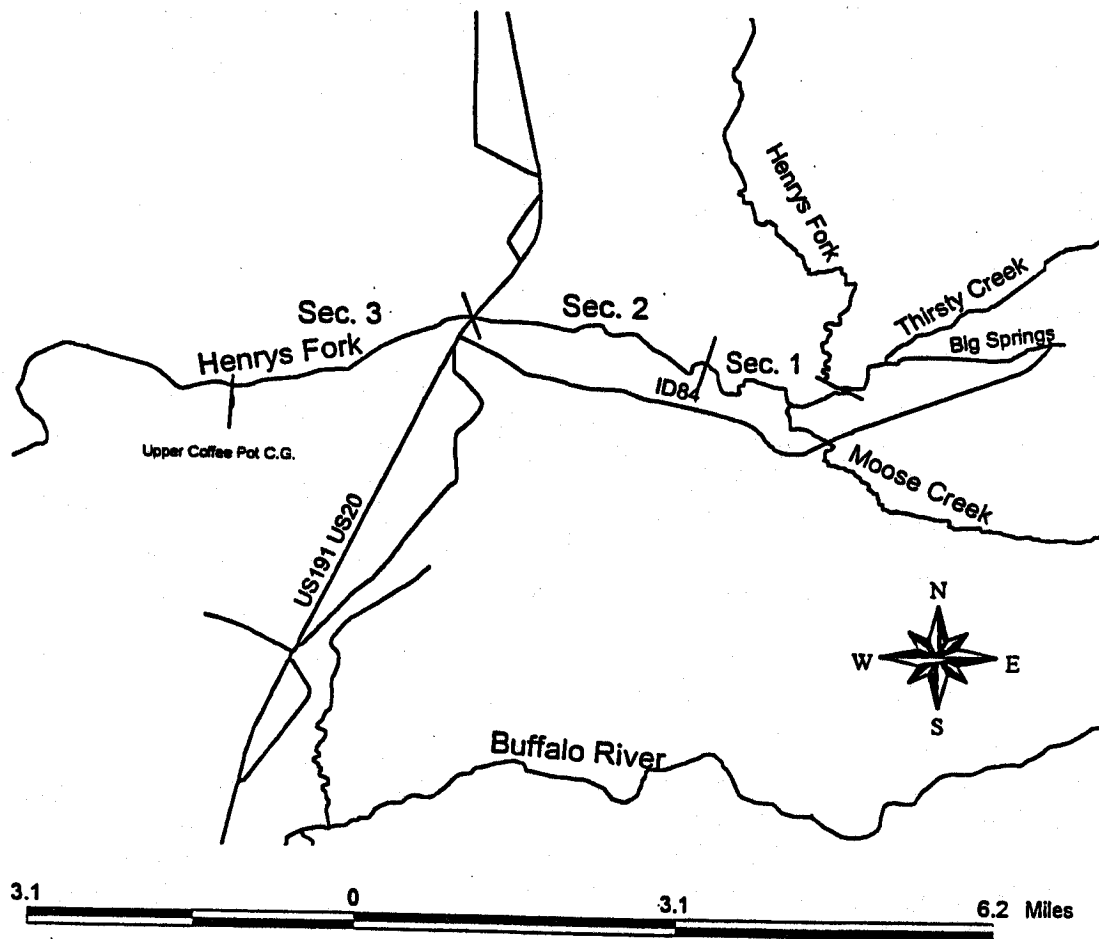 Henrys Fork
Thirsty Creek
Big Springs
Sec. 3
Sec. 2
Sec. 1
Henrys Fork
ID84
Upper Coffee Pot C.G.
Moose Creek
US191 US20
N
W E
S
Buffalo River
3.1 0 3.1 6.2 Miles